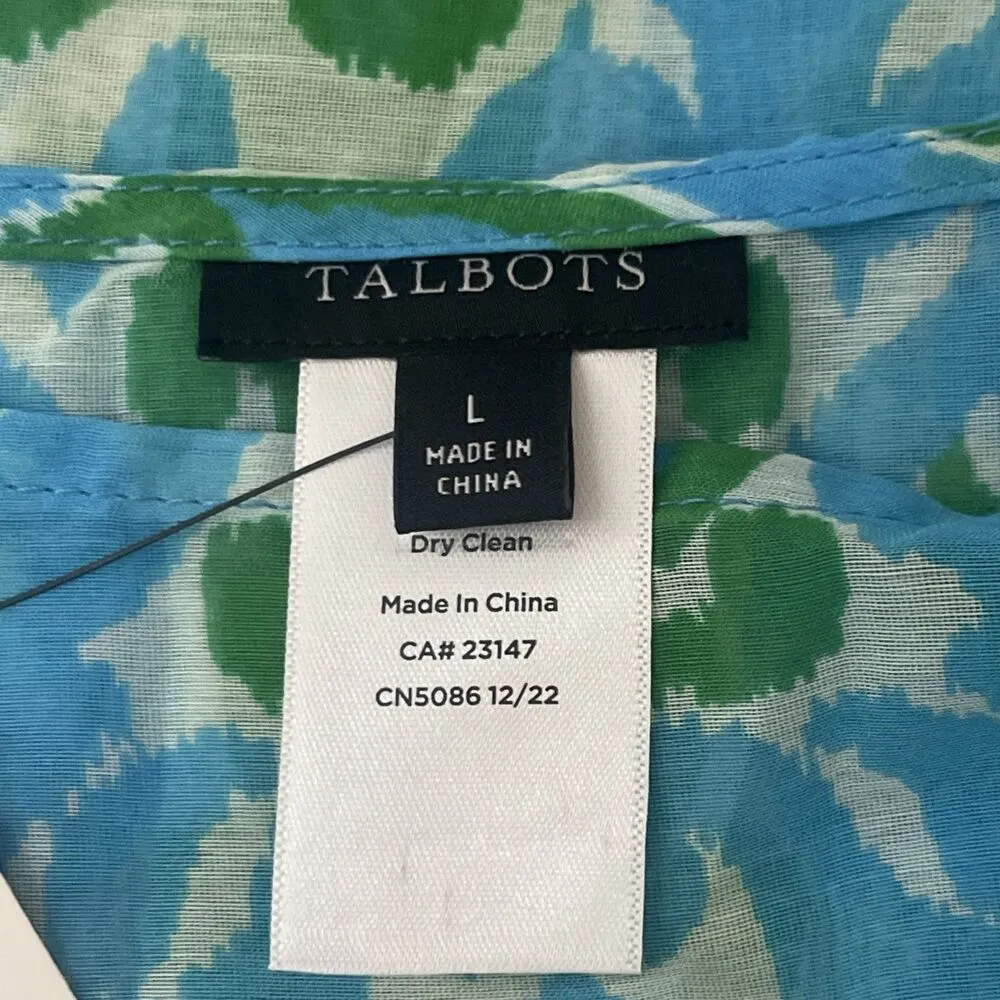 TALBOTS
L
MADE IN
CHINA
Dry Clean
Made In China
CA# 23147
CN5086 12/22